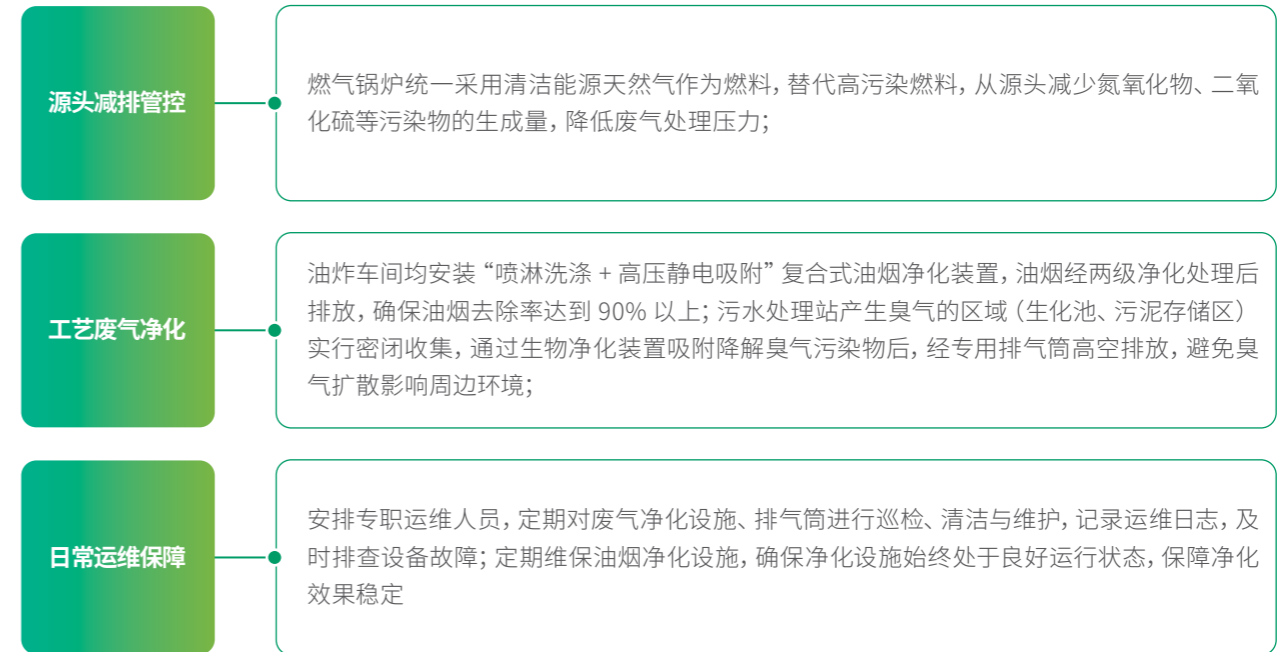 源头减排管控
燃气锅炉统一采用清洁能源天然气作为燃料，替代高污染燃料，从源头减少氮氧化物、二氧
化硫等污染物的生成量，降低废气处理压力；
工艺废气净化
油炸车间均安装“喷淋洗涤 + 高压静电吸附”复合式油烟净化装置，油烟经两级净化处理后
排放，确保油烟去除率达到 90% 以上；污水处理站产生臭气的区域（生化池、污泥存储区）
实行密闭收集，通过生物净化装置吸附降解臭气污染物后，经专用排气筒高空排放，避免臭
气扩散影响周边环境；
日常运维保障
安排专职运维人员，定期对废气净化设施、排气筒进行巡检、清洁与维护，记录运维日志，及
时排查设备故障；定期维保油烟净化设施，确保净化设施始终处于良好运行状态，保障净化
效果稳定